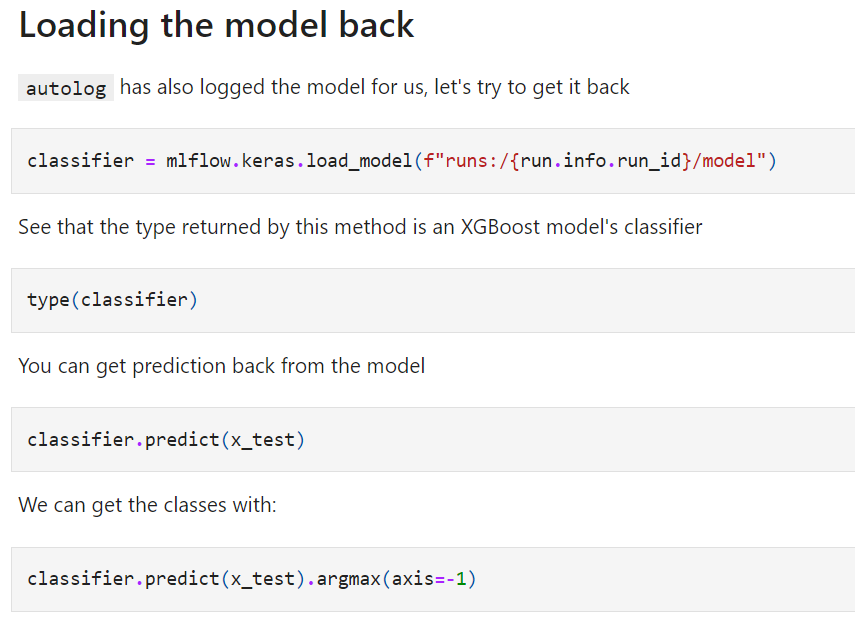 Loading the model back
autolog has also logged the model for us, let's try to get it back
classifier = mlflow.keras.load_model(f"runs:/{run.info.run_id}/model")
See that the type returned by this method is an XGBoost model's classifier
type(classifier)
You can get prediction back from the model
classifier.predict(x_test)
We can get the classes with:
classifier.predict(x_test).argmax(axis=-1)